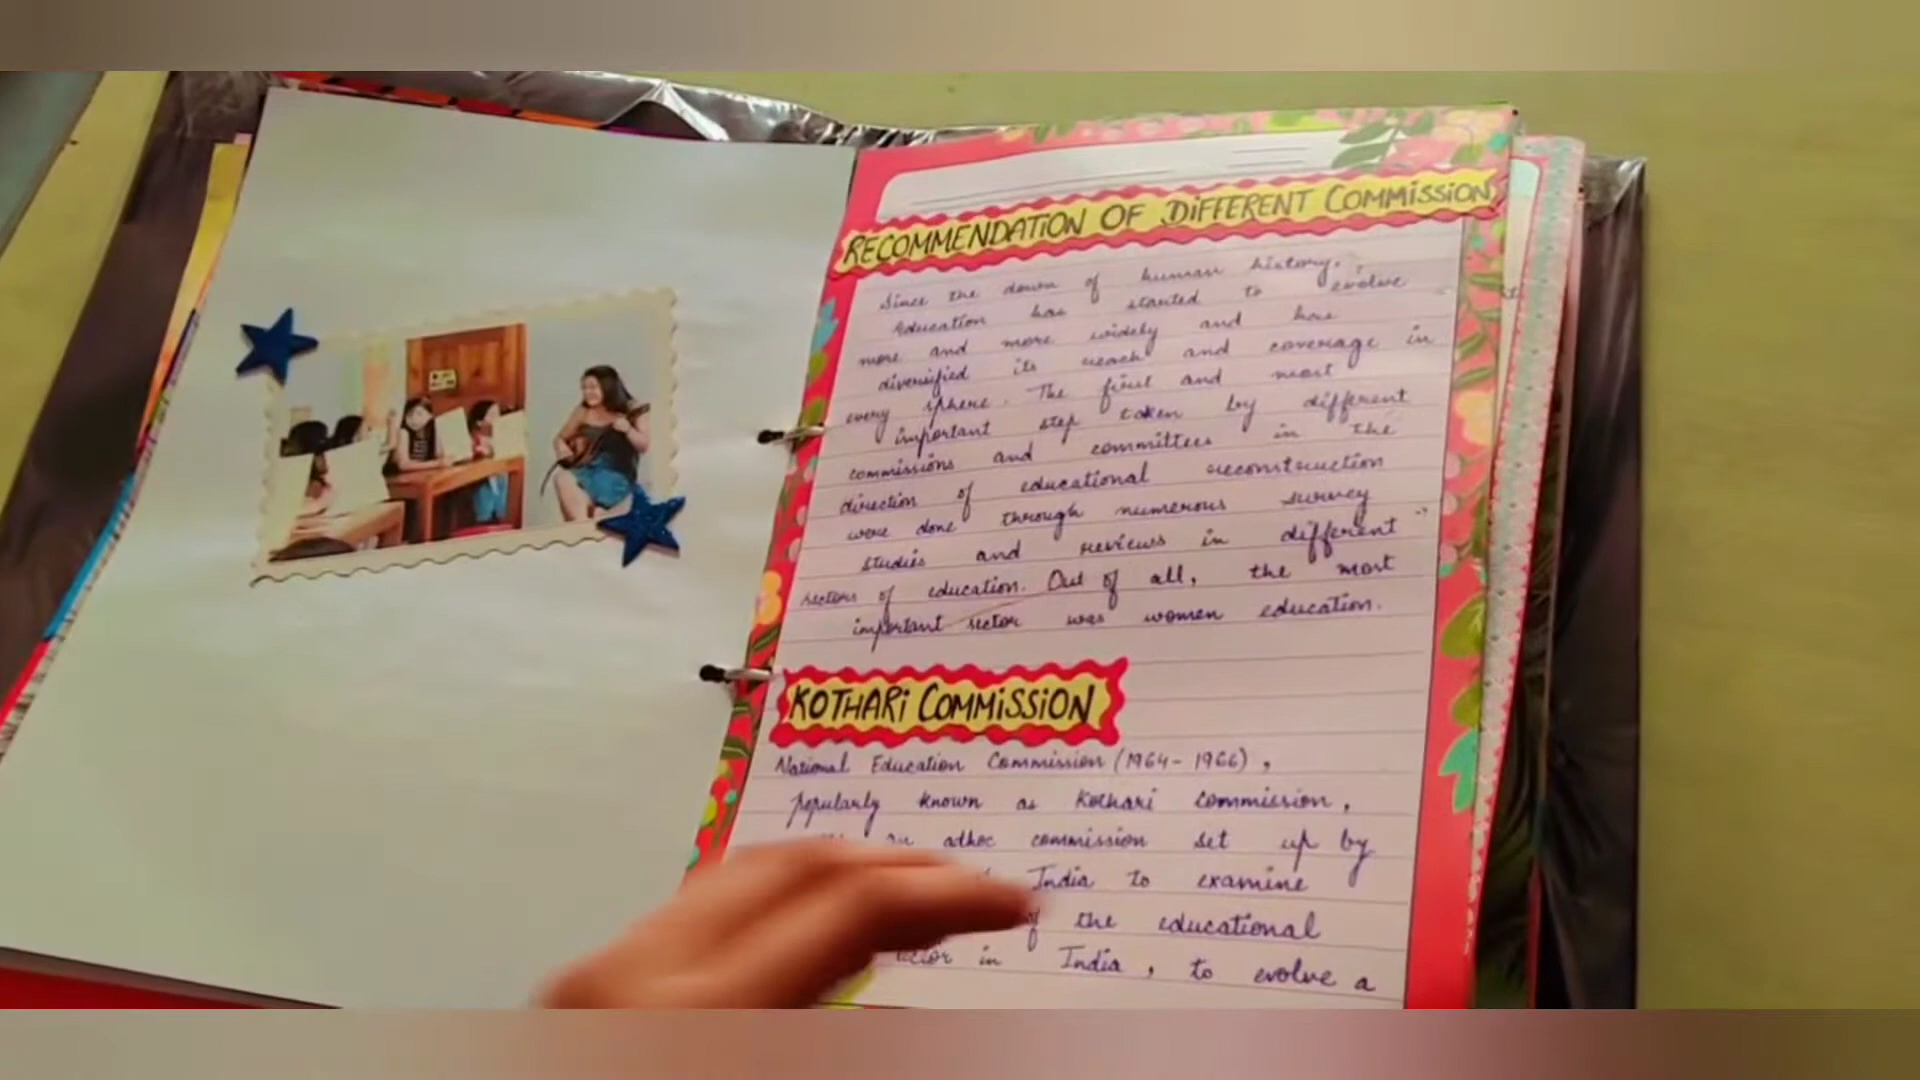 RECOMMENDATION OF DIFFERENT COMMISSION
Since the dawn of human history,
education has started to evolve
more and more widely and has
diversified its reach and coverage in
every sphere. The first and most
important step taken by different
commissions and committees in the
direction of educational reconstruction
were done through numerous survey
studies and reviews in different
sectors of education. Out of all, the most
important sector was women education.
KOTHARI COMMISSION
National Education Commission (1964-1966),
popularly known as Kothari Commission,
an adhoc commission set up by
India to examine
of the educational
in India, to evolve a